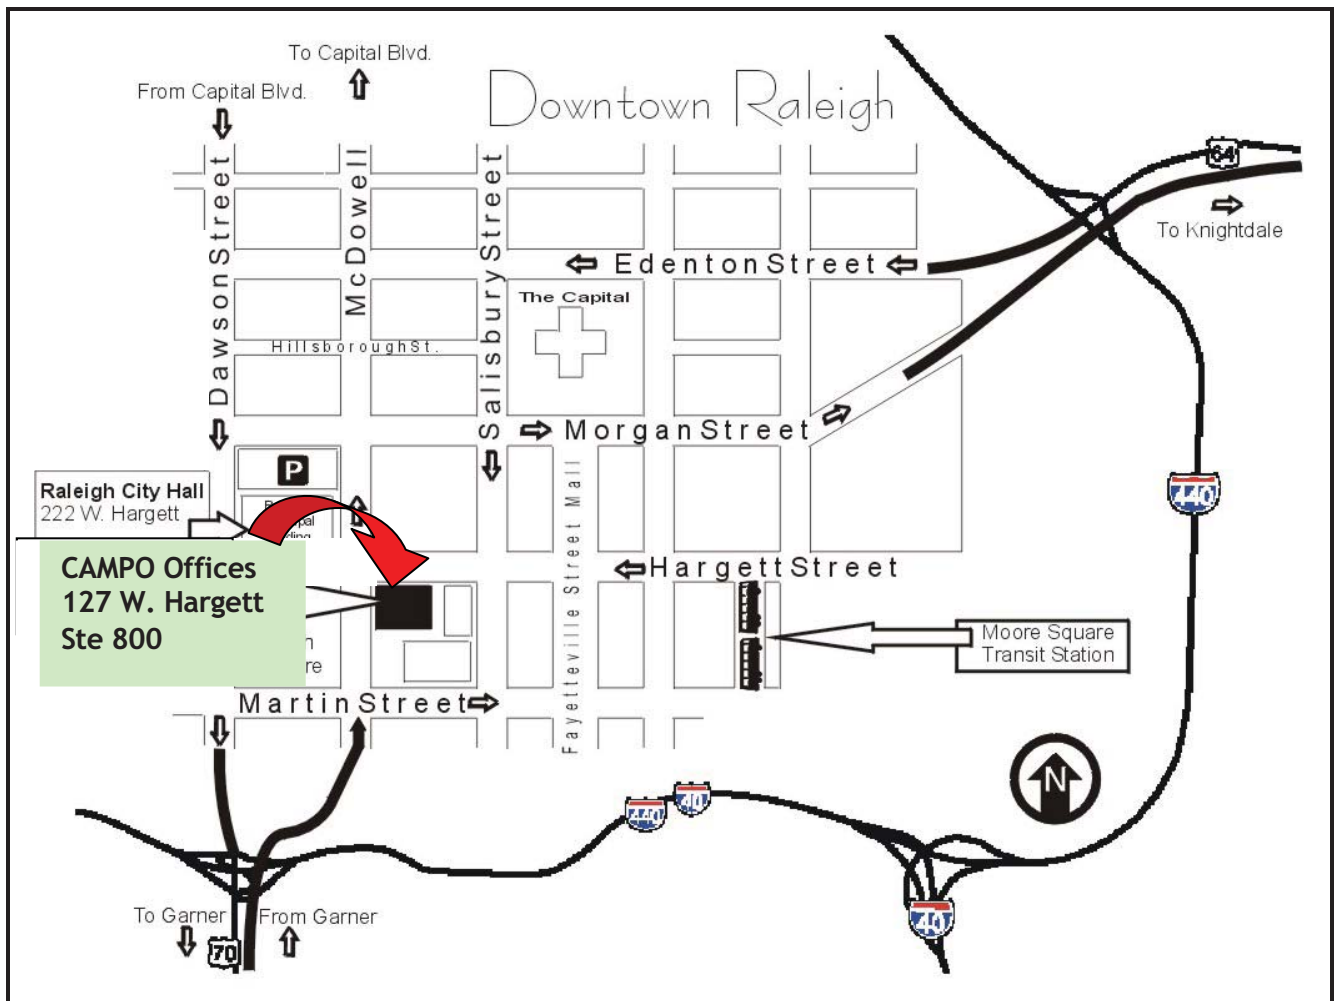 To Capital Blvd.
From Capital Blvd.
Downtown Raleigh
64
To Knightdale
Dawson Street
McDowell
Salisbury Street
Edenton Street
The Capital
Hillsborough St.
Morgan Street
P
Raleigh City Hall
222 W. Hargett
440
CAMPO Offices
127 W. Hargett
Ste 800
Hargett Street
Fayetteville Street Mall
Moore Square
Transit Station
Martin Street
N
440
40
40
To Garner
From Garner
70